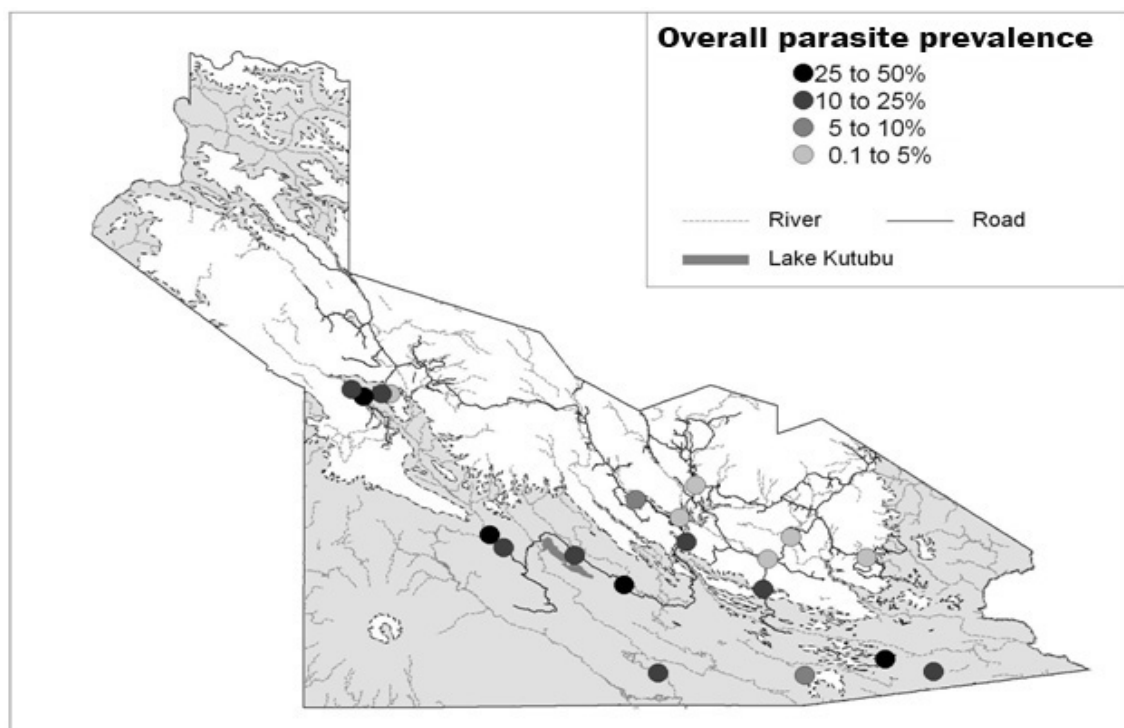 Overall parasite prevalence
25 to 50%
10 to 25%
5 to 10%
0.1 to 5%
River
Road
Lake Kutubu